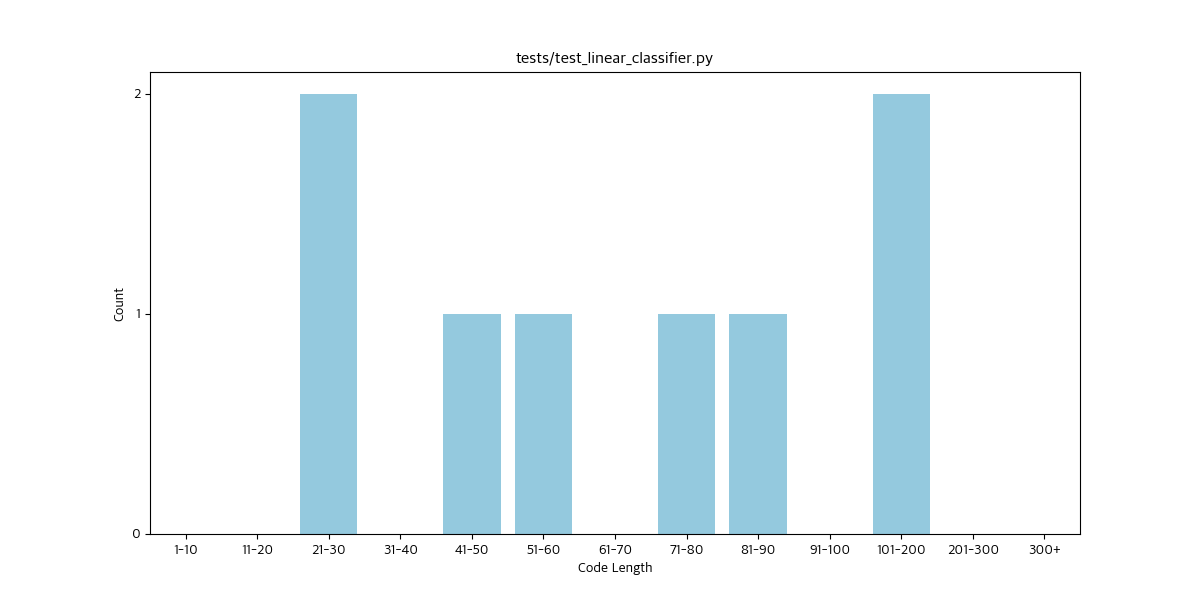 tests/test_linear_classifier.py
2
1
0
Count
1-10 11-20 21-30 31-40 41-50 51-60 61-70 71-80 81-90 91-100 101-200 201-300 300+
Code Length